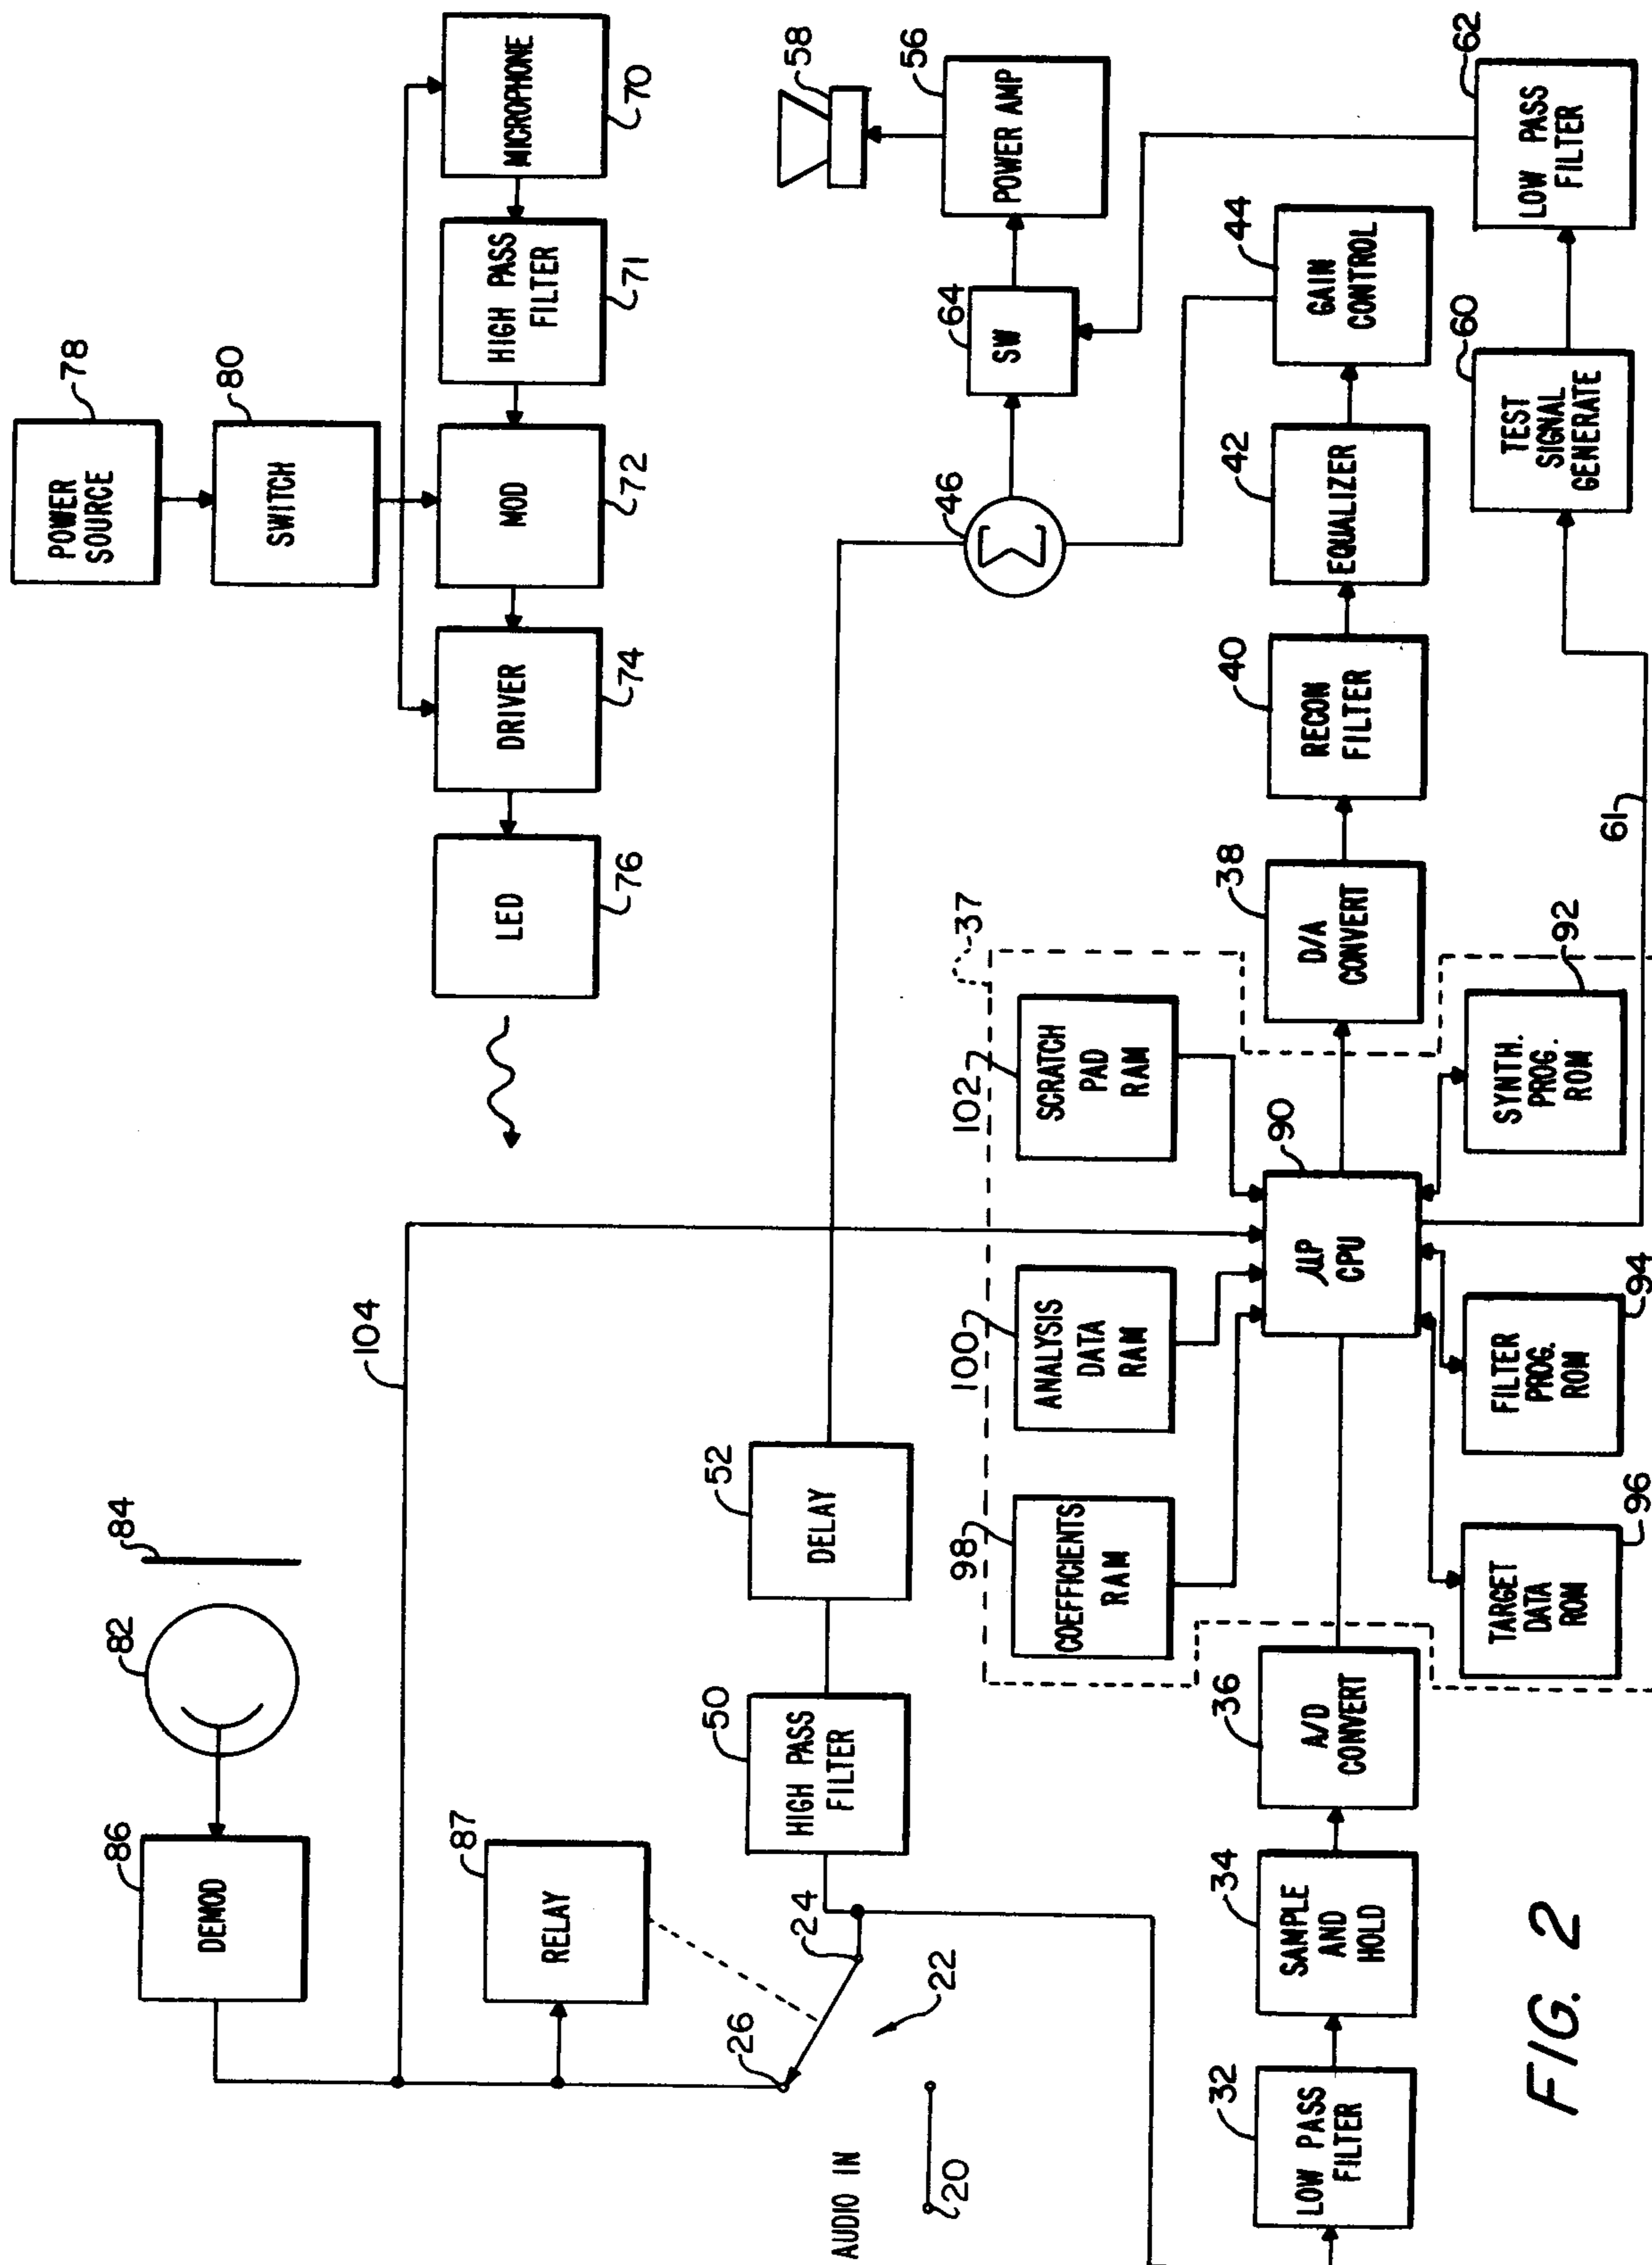 78
POWER
SOURCE
80
SWITCH
MICROPHONE
70
HIGH PASS
FILTER
71
MOD
72
DRIVER
74
LED
76
84
82
86
DEMOD
104
87
RELAY
58
56
POWER AMP
64
SW
46
Σ
52
DELAY
50
HIGH PASS
FILTER
24
26
22
AUDIO IN
20
32
LOW PASS
FILTER
34
SAMPLE
AND
HOLD
36
A/D
CONVERT
37
98
COEFFICIENTS
RAM
100
ANALYSIS
DATA
RAM
102
SCRATCH
PAD
RAM
90
μP
CPU
38
D/A
CONVERT
40
RECON
FILTER
42
EQUALIZER
44
GAIN
CONTROL
96
TARGET
DATA
ROM
94
FILTER
PROG.
ROM
92
SYNTH.
PROG.
ROM
61
60
TEST
SIGNAL
GENERATE
62
LOW PASS
FILTER
FIG. 2